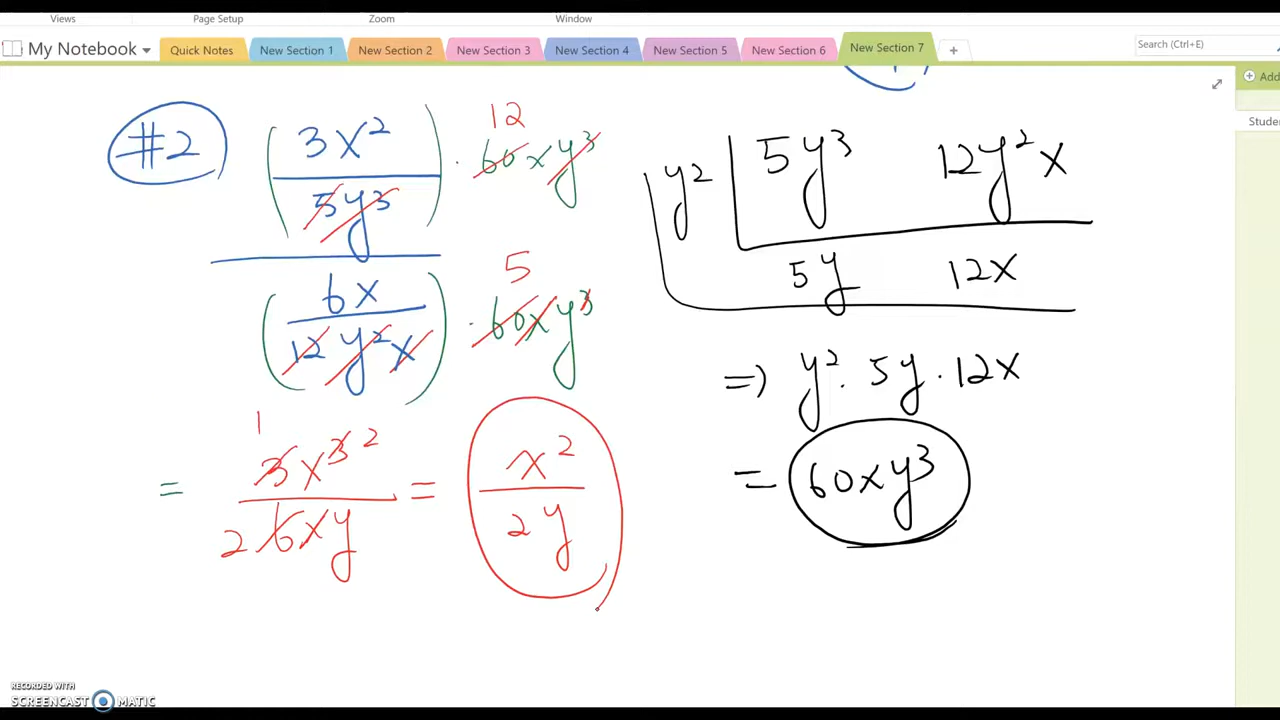 Views Page Setup Zoom Window
My Notebook Quick Notes New Section 1 New Section 2 New Section 3 New Section 4 New Section 5 New Section 6 New Section 7 + Search (Ctrl+E)
Add
Stude
#2
(3x²/5y³) · 60xy³
12
(6x/12y²x) · 60xy³
5
= 3x³/6xy = x²/2y
1 2
2
y² 5y³ 12y²x
5y 12x
=> y² · 5y · 12x
= 60xy³
RECORDED WITH
SCREENCAST MATIC